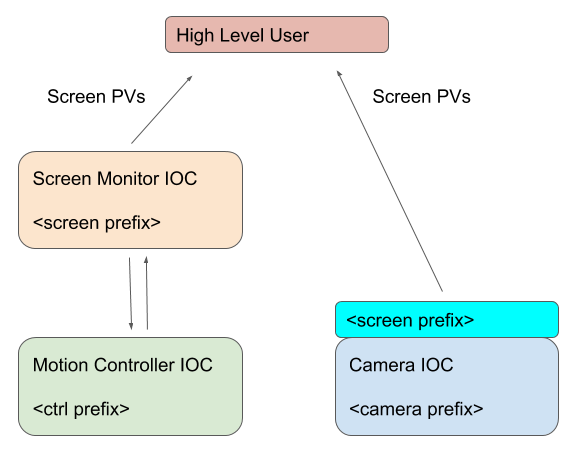 High Level User
Screen PVs
Screen PVs
Screen Monitor IOC
<screen prefix>
<screen prefix>
Motion Controller IOC
<ctrl prefix>
Camera IOC
<camera prefix>